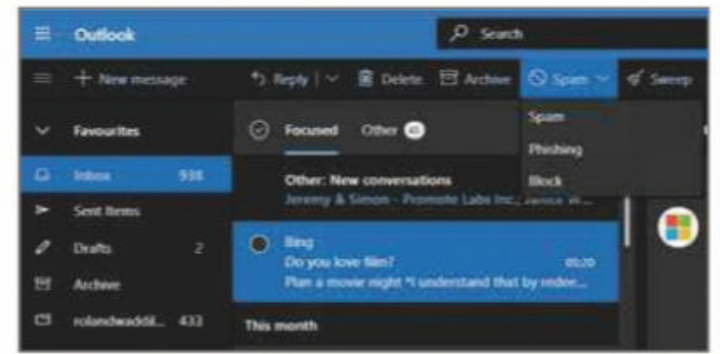 Outlook
Search
New message
Reply
Delete
Archive
Spam
Sweep
Favourites
Focused
Other 45
Spam
Phishing
Block
Inbox 938
Other: New conversations
Jeremy & Simon - Promote Labs Inc.;
Sent Items
Bing
Drafts 2
Do you love film? 05:20
Plan a movie night *I understand that by redee...
Archive
rolandwaddil... 433
This month